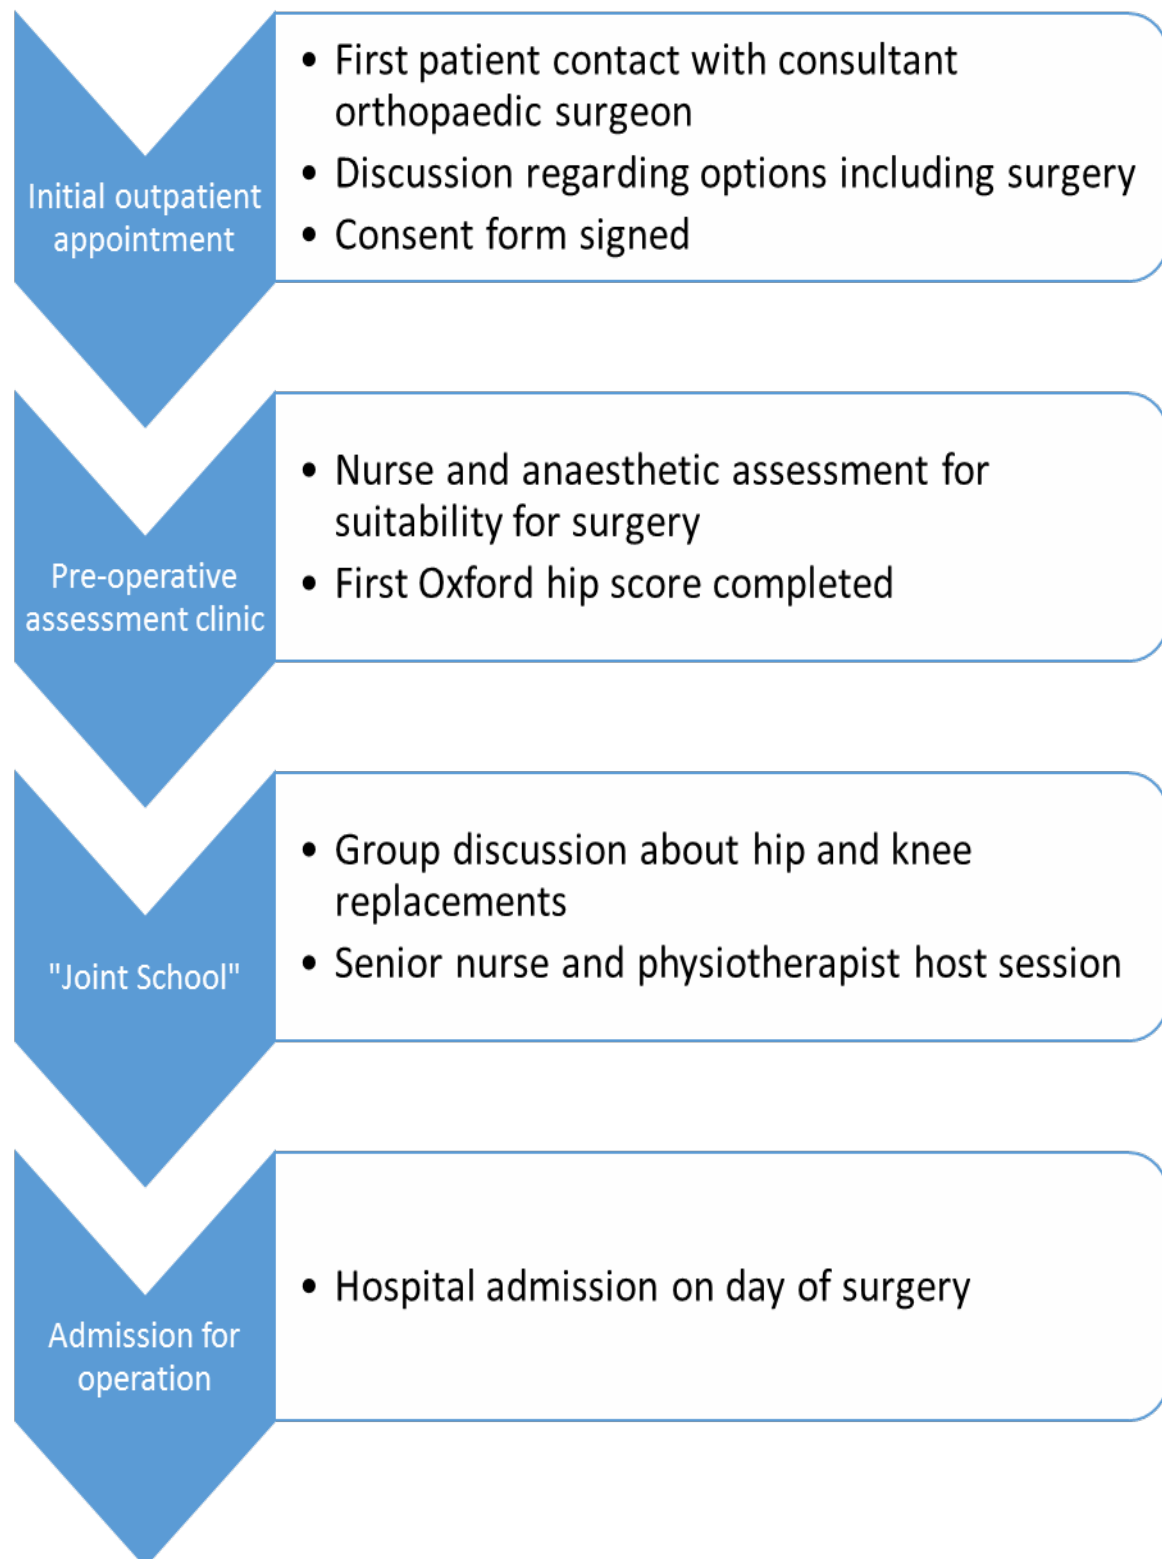 Initial outpatient
appointment
• First patient contact with consultant
orthopaedic surgeon
• Discussion regarding options including surgery
• Consent form signed
Pre-operative
assessment clinic
• Nurse and anaesthetic assessment for
suitability for surgery
• First Oxford hip score completed
"Joint School"
• Group discussion about hip and knee
replacements
• Senior nurse and physiotherapist host session
Admission for
operation
• Hospital admission on day of surgery